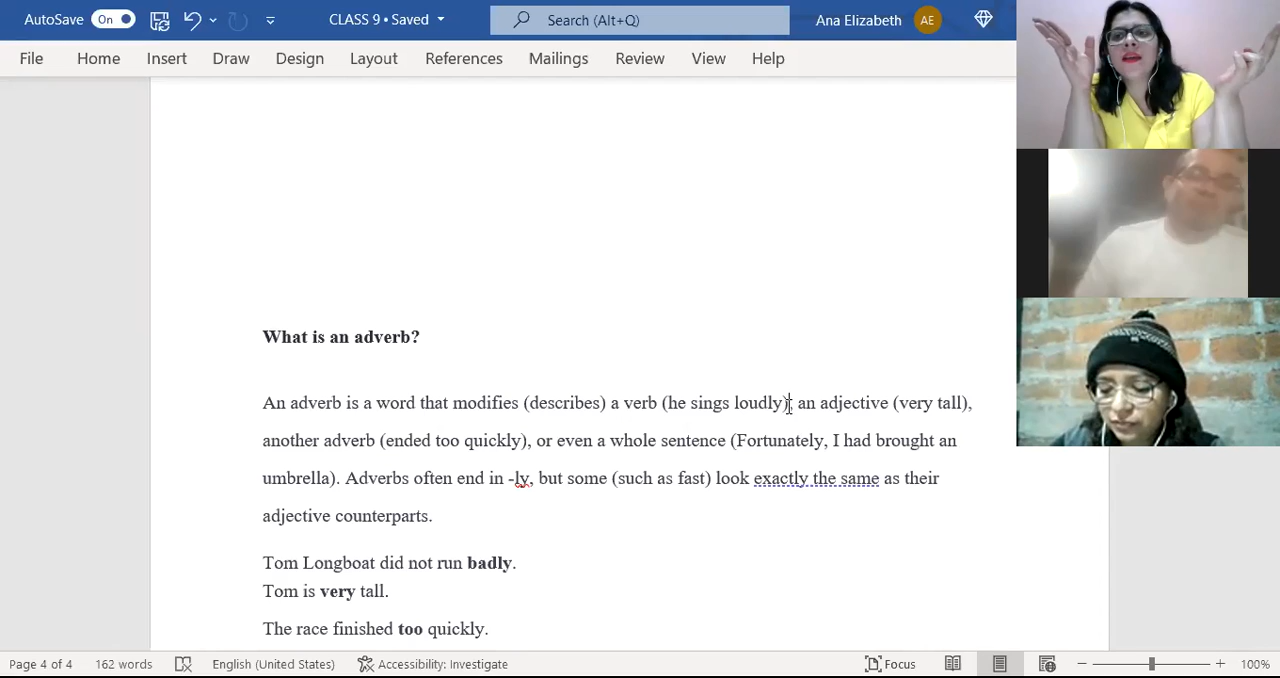 AutoSave On CLASS 9 • Saved Search (Alt+Q) Ana Elizabeth AE
File Home Insert Draw Design Layout References Mailings Review View Help
What is an adverb?
An adverb is a word that modifies (describes) a verb (he sings loudly), an adjective (very tall),
another adverb (ended too quickly), or even a whole sentence (Fortunately, I had brought an
umbrella). Adverbs often end in -ly, but some (such as fast) look exactly the same as their
adjective counterparts.
Tom Longboat did not run badly.
Tom is very tall.
The race finished too quickly.
Page 4 of 4 162 words English (United States) Accessibility: Investigate Focus 100%